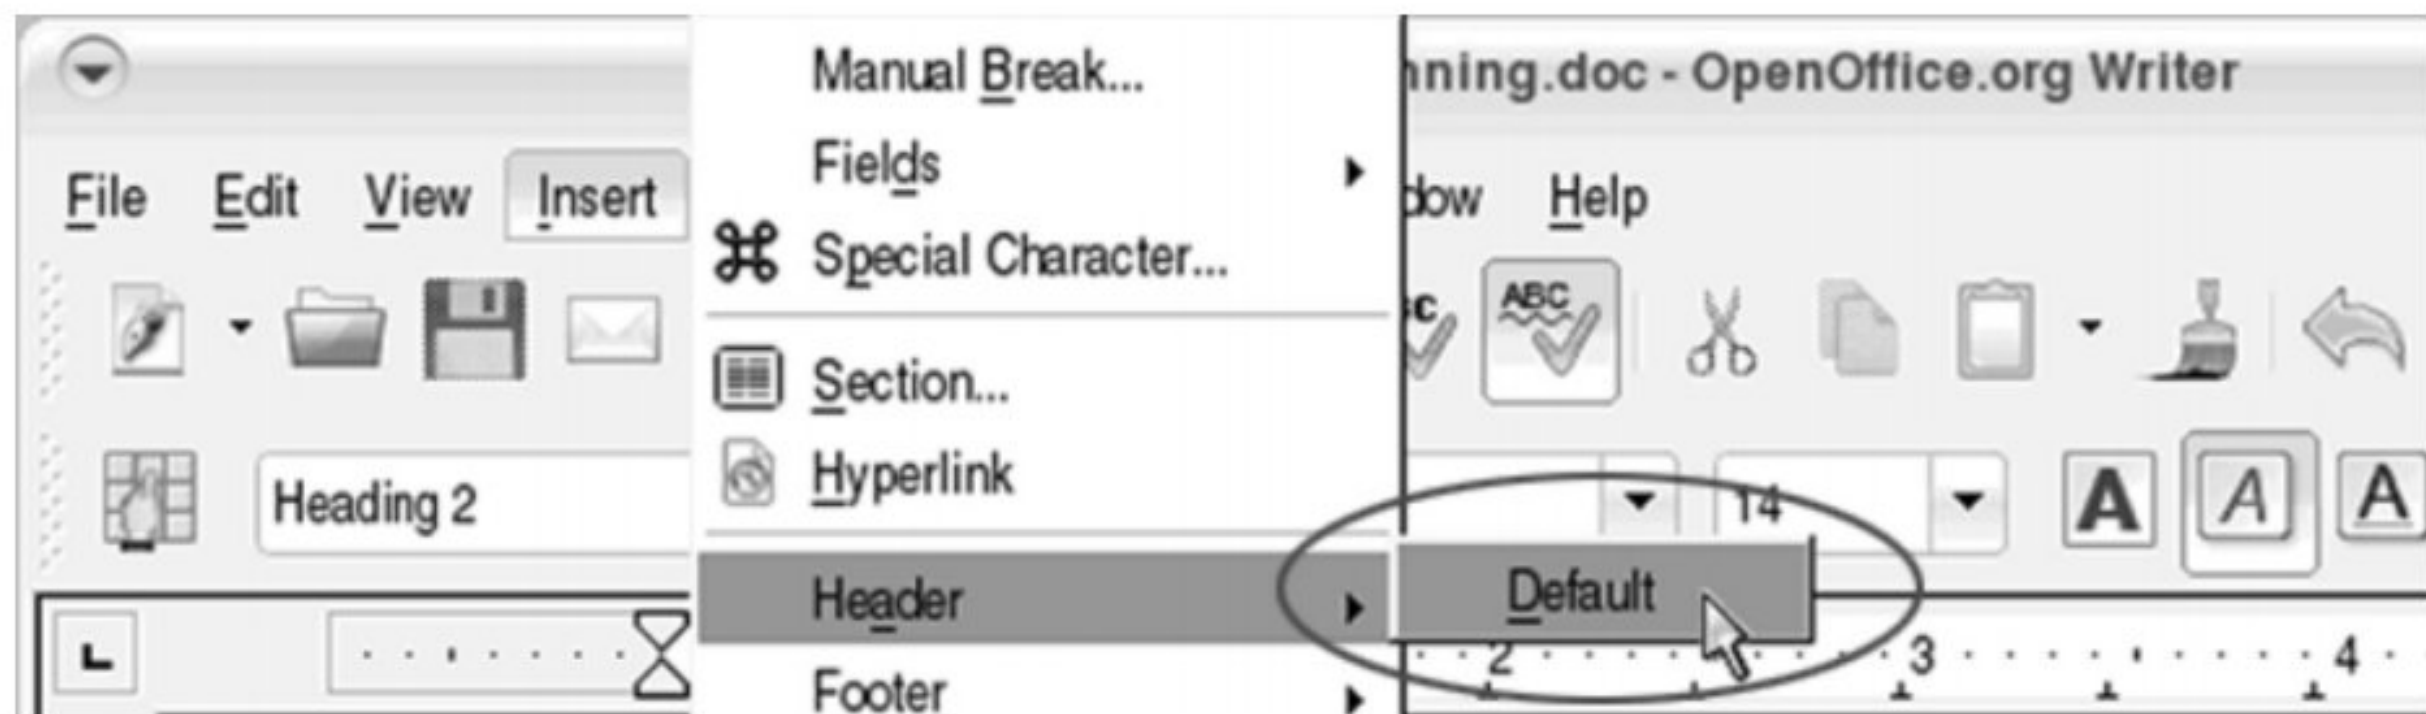 Manual Break...
nning.doc - OpenOffice.org Writer
Fields
File Edit View Insert
dow Help
Special Character...
ABC
Section...
Hyperlink
Heading 2
14
A A A
Header
Default
2 3 4
Footer